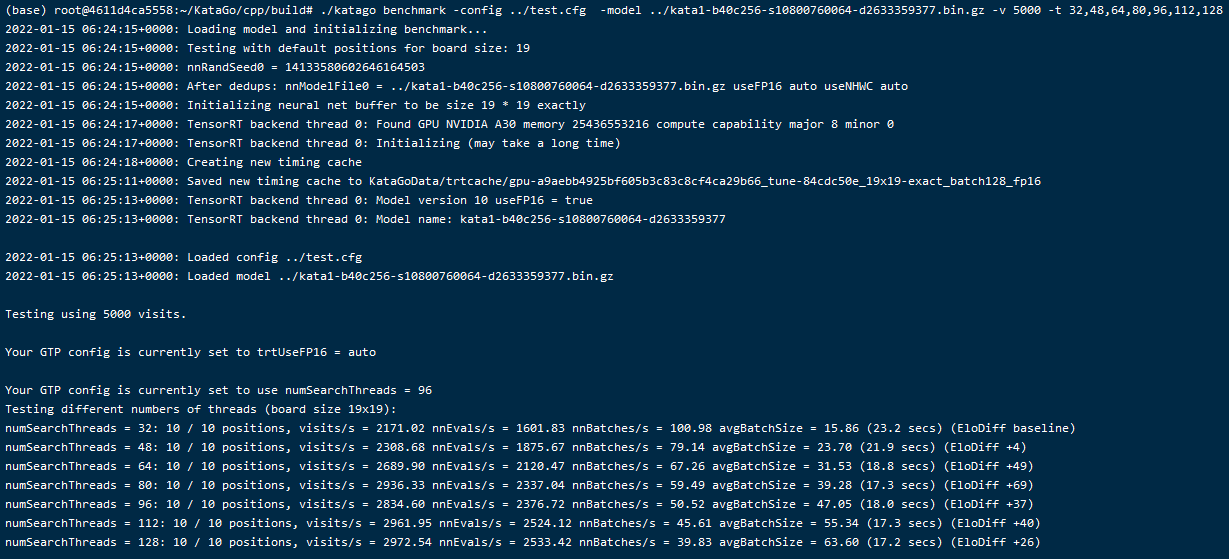 (base) root@4611d4ca5558:~/KataGo/cpp/build# ./katago benchmark -config ../test.cfg  -model ../kata1-b40c256-s10800760064-d2633359377.bin.gz -v 5000 -t 32,48,64,80,96,112,128
2022-01-15 06:24:15+0000: Loading model and initializing benchmark...
2022-01-15 06:24:15+0000: Testing with default positions for board size: 19
2022-01-15 06:24:15+0000: nnRandSeed0 = 14133580602646164503
2022-01-15 06:24:15+0000: After dedups: nnModelFile0 = ../kata1-b40c256-s10800760064-d2633359377.bin.gz useFP16 auto useNHWC auto
2022-01-15 06:24:15+0000: Initializing neural net buffer to be size 19 * 19 exactly
2022-01-15 06:24:17+0000: TensorRT backend thread 0: Found GPU NVIDIA A30 memory 25436553216 compute capability major 8 minor 0
2022-01-15 06:24:17+0000: TensorRT backend thread 0: Initializing (may take a long time)
2022-01-15 06:24:18+0000: Creating new timing cache
2022-01-15 06:25:11+0000: Saved new timing cache to KataGoData/trtcache/gpu-a9aebb4925bf605b3c83c8cf4ca29b66_tune-84cdc50e_19x19-exact_batch128_fp16
2022-01-15 06:25:13+0000: TensorRT backend thread 0: Model version 10 useFP16 = true
2022-01-15 06:25:13+0000: TensorRT backend thread 0: Model name: kata1-b40c256-s10800760064-d2633359377
2022-01-15 06:25:13+0000: Loaded config ../test.cfg
2022-01-15 06:25:13+0000: Loaded model ../kata1-b40c256-s10800760064-d2633359377.bin.gz
Testing using 5000 visits.
Your GTP config is currently set to trtUseFP16 = auto
Your GTP config is currently set to use numSearchThreads = 96
Testing different numbers of threads (board size 19x19):
numSearchThreads = 32: 10 / 10 positions, visits/s = 2171.02 nnEvals/s = 1601.83 nnBatches/s = 100.98 avgBatchSize = 15.86 (23.2 secs) (EloDiff baseline)
numSearchThreads = 48: 10 / 10 positions, visits/s = 2308.68 nnEvals/s = 1875.67 nnBatches/s = 79.14 avgBatchSize = 23.70 (21.9 secs) (EloDiff +4)
numSearchThreads = 64: 10 / 10 positions, visits/s = 2689.90 nnEvals/s = 2120.47 nnBatches/s = 67.26 avgBatchSize = 31.53 (18.8 secs) (EloDiff +49)
numSearchThreads = 80: 10 / 10 positions, visits/s = 2936.33 nnEvals/s = 2337.04 nnBatches/s = 59.49 avgBatchSize = 39.28 (17.3 secs) (EloDiff +69)
numSearchThreads = 96: 10 / 10 positions, visits/s = 2834.60 nnEvals/s = 2376.72 nnBatches/s = 50.52 avgBatchSize = 47.05 (18.0 secs) (EloDiff +37)
numSearchThreads = 112: 10 / 10 positions, visits/s = 2961.95 nnEvals/s = 2524.12 nnBatches/s = 45.61 avgBatchSize = 55.34 (17.3 secs) (EloDiff +40)
numSearchThreads = 128: 10 / 10 positions, visits/s = 2972.54 nnEvals/s = 2533.42 nnBatches/s = 39.83 avgBatchSize = 63.60 (17.2 secs) (EloDiff +26)